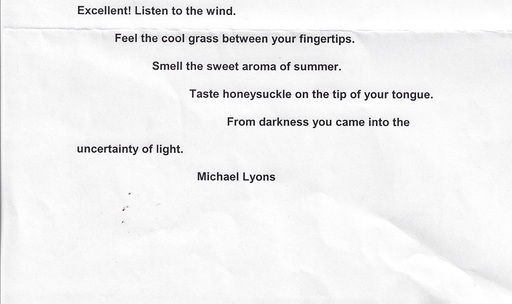 Excellent! Listen to the wind.
Feel the cool grass between your fingertips.
Smell the sweet aroma of summer.
Taste honeysuckle on the tip of your tongue.
From darkness you came into the
uncertainty of light.
Michael Lyons